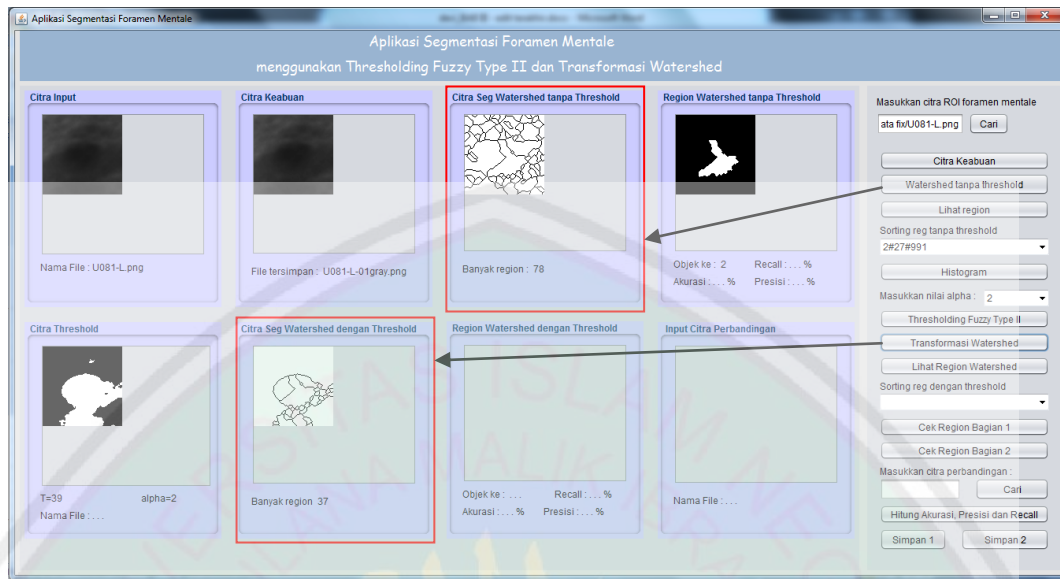 Aplikasi Segmentasi Foramen Mentale
Aplikasi Segmentasi Foramen Mentale
menggunakan Thresholding Fuzzy Type II dan Transformasi Watershed
Citra Input
Nama File : U081-L.png
Citra Keabuan
File tersimpan : U081-L-01gray.png
Citra Seg Watershed tanpa Threshold
Banyak region : 78
Region Watershed tanpa Threshold
Objek ke : 2 Recall : . . . %
Akurasi : . . . % Presisi : . . . %
Citra Threshold
T=39 alpha=2
Nama File : . . .
Citra Seg Watershed dengan Threshold
Banyak region 37
Region Watershed dengan Threshold
Objek ke : . . . Recall : . . . %
Akurasi : . . . % Presisi : . . . %
Input Citra Perbandingan
Nama File : . . .
Masukkan citra ROI foramen mentale
ata fix/U081-L.png Cari
Citra Keabuan
Watershed tanpa threshold
Lihat region
Sorting reg tanpa threshold
2#27#991
Histogram
Masukkan nilai alpha : 2
Thresholding Fuzzy Type II
Transformasi Watershed
Lihat Region Watershed
Sorting reg dengan threshold
Cek Region Bagian 1
Cek Region Bagian 2
Masukkan citra perbandingan :
Cari
Hitung Akurasi, Presisi dan Recall
Simpan 1 Simpan 2